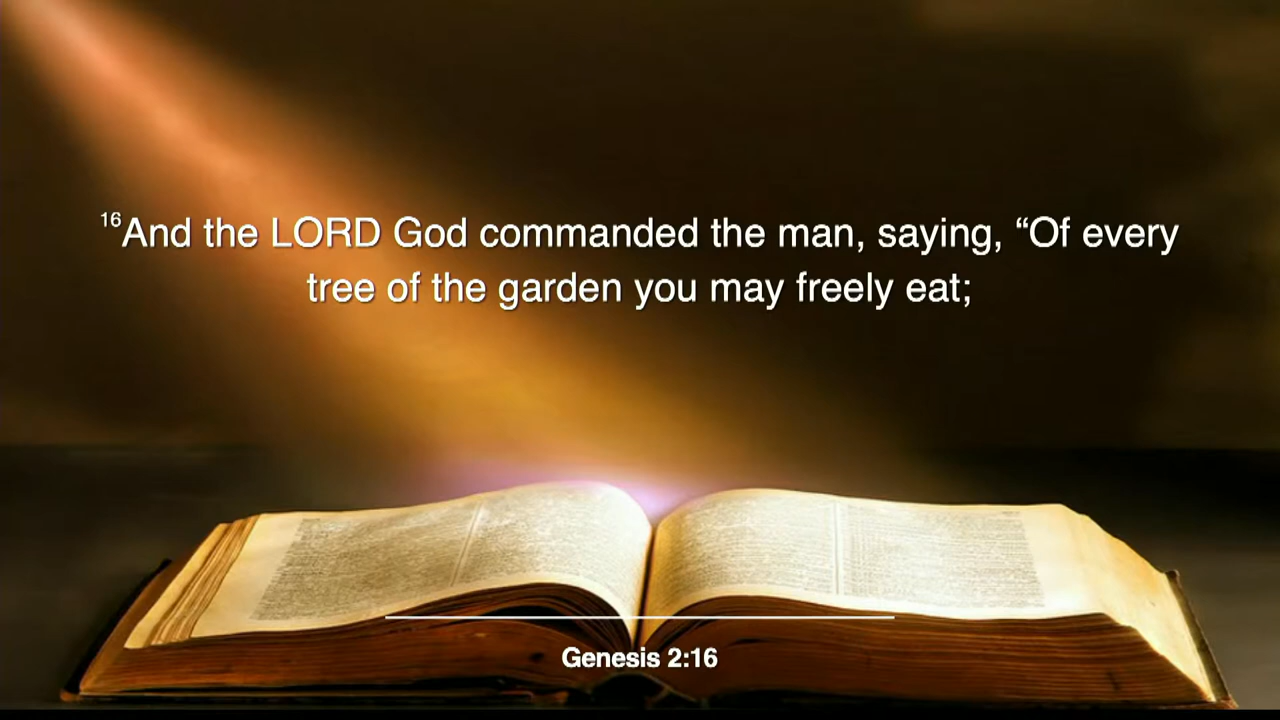 16And the LORD God commanded the man, saying, “Of every
tree of the garden you may freely eat;
Genesis 2:16